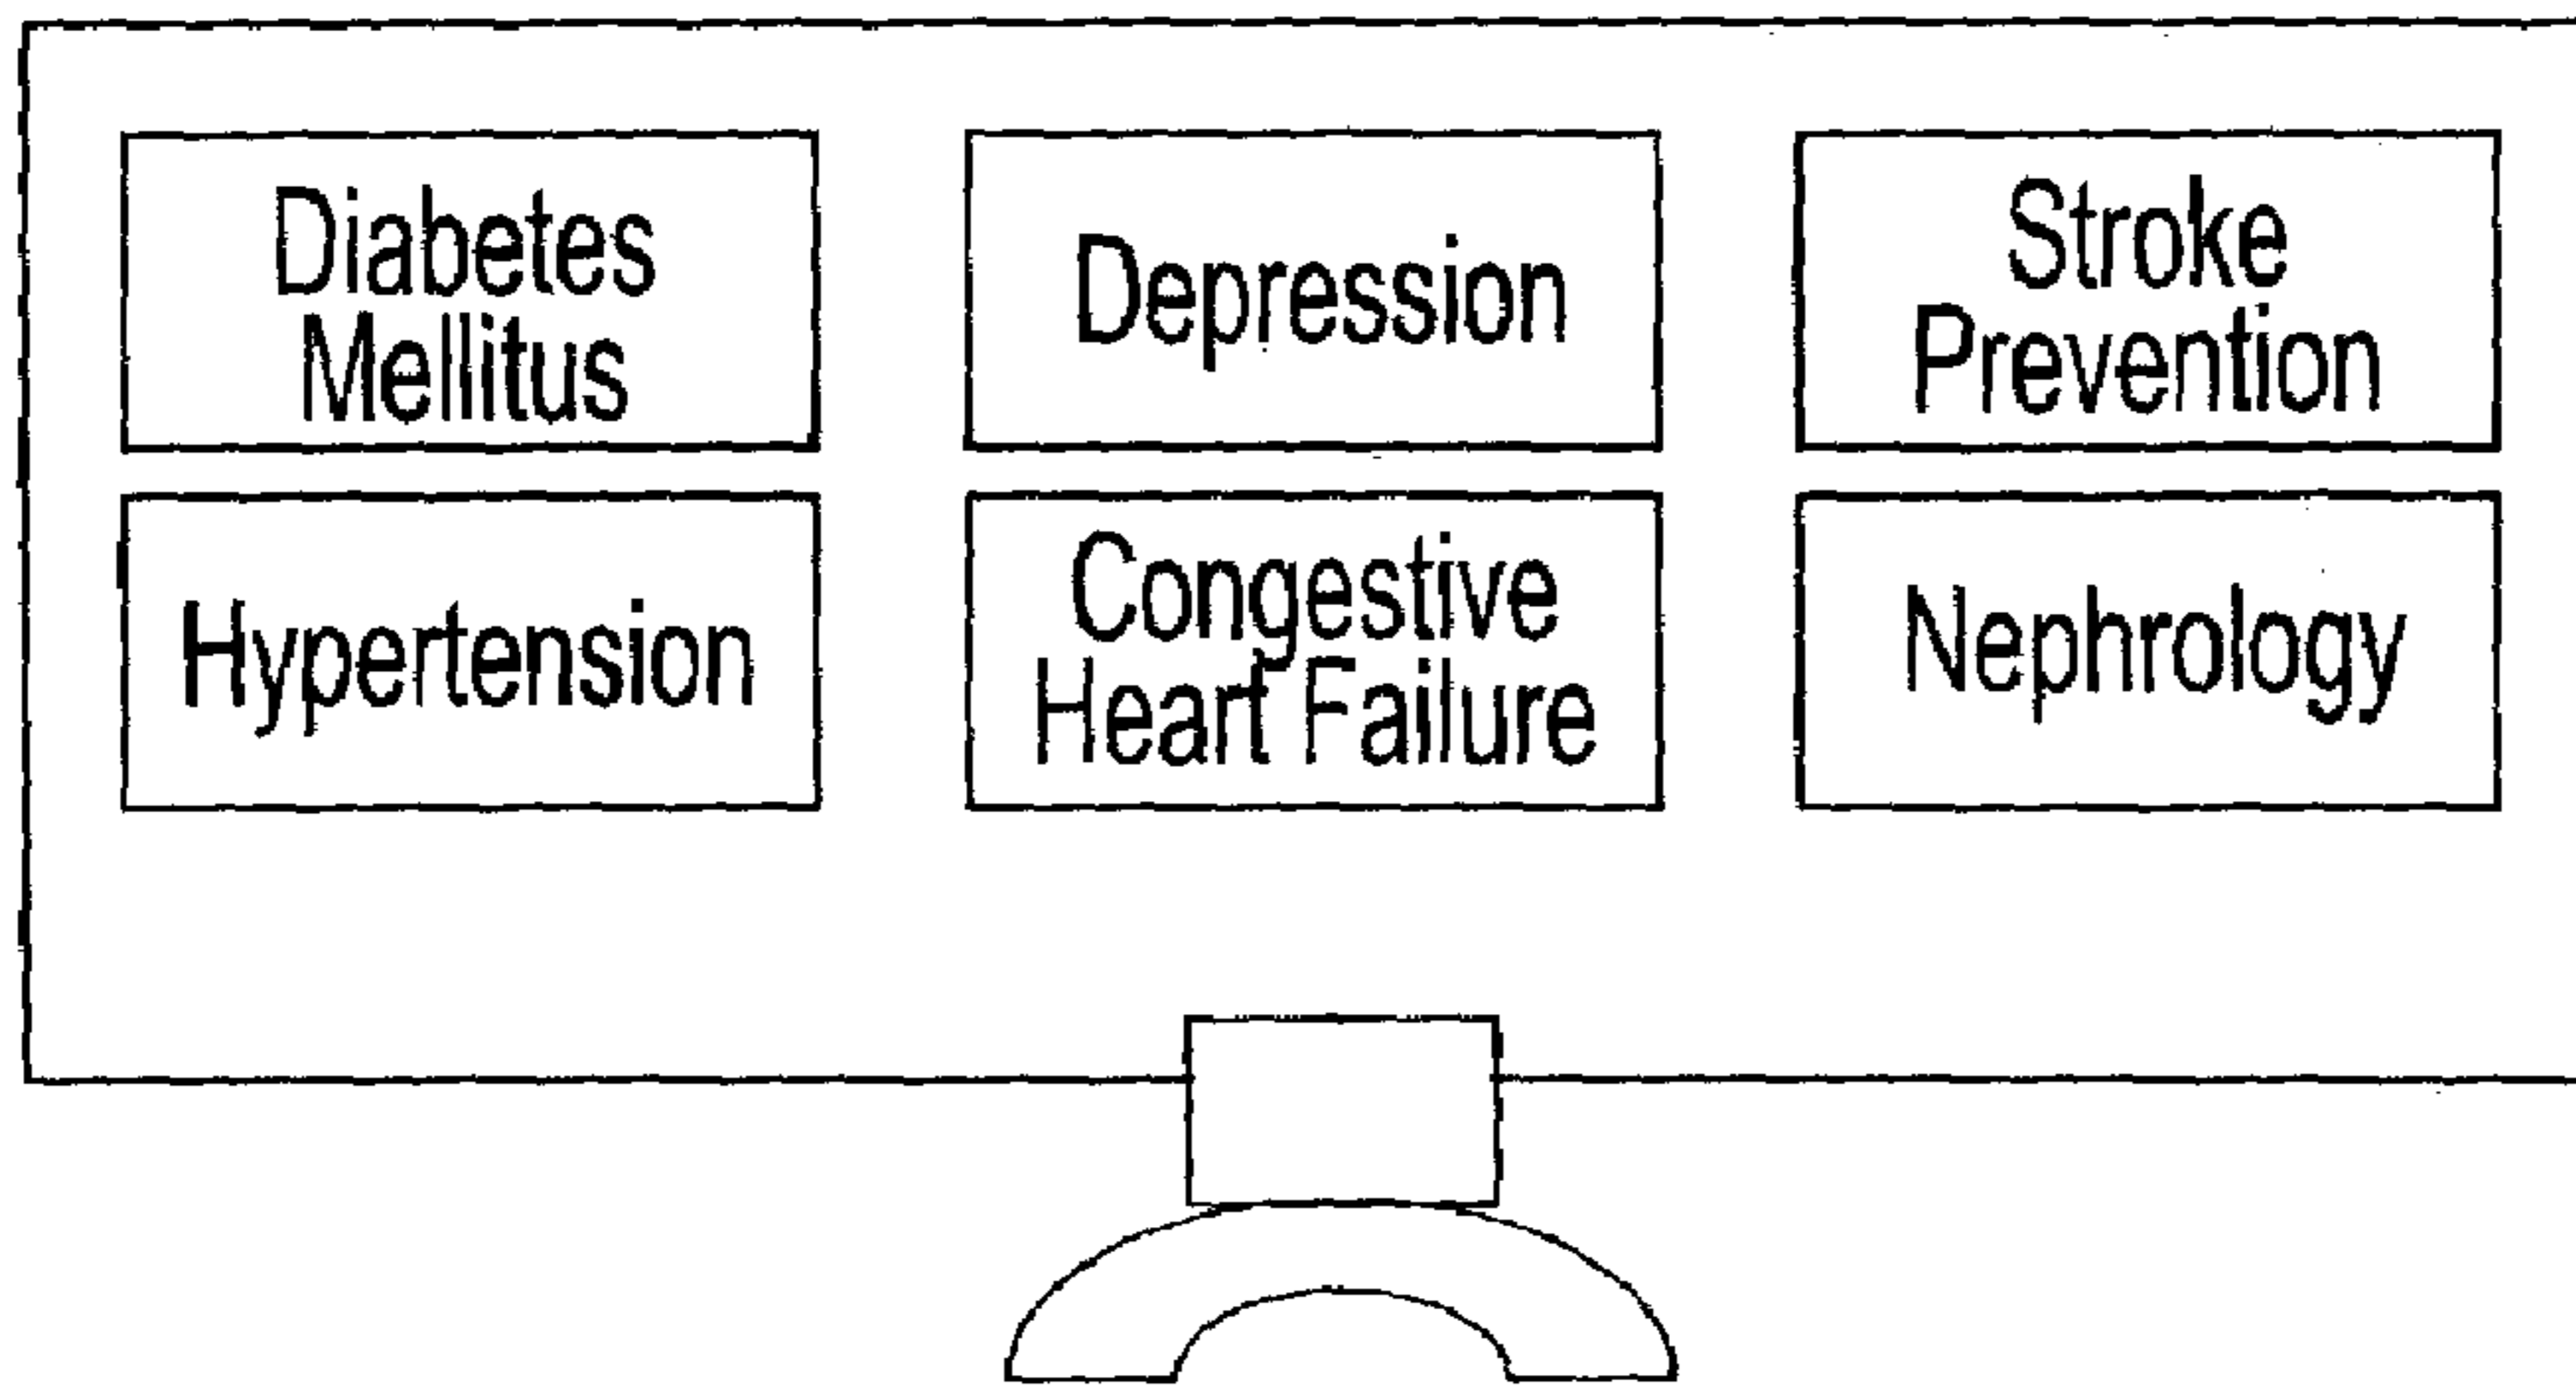 Diabetes
Mellitus
Depression
Stroke
Prevention
Hypertension
Congestive
Heart Failure
Nephrology